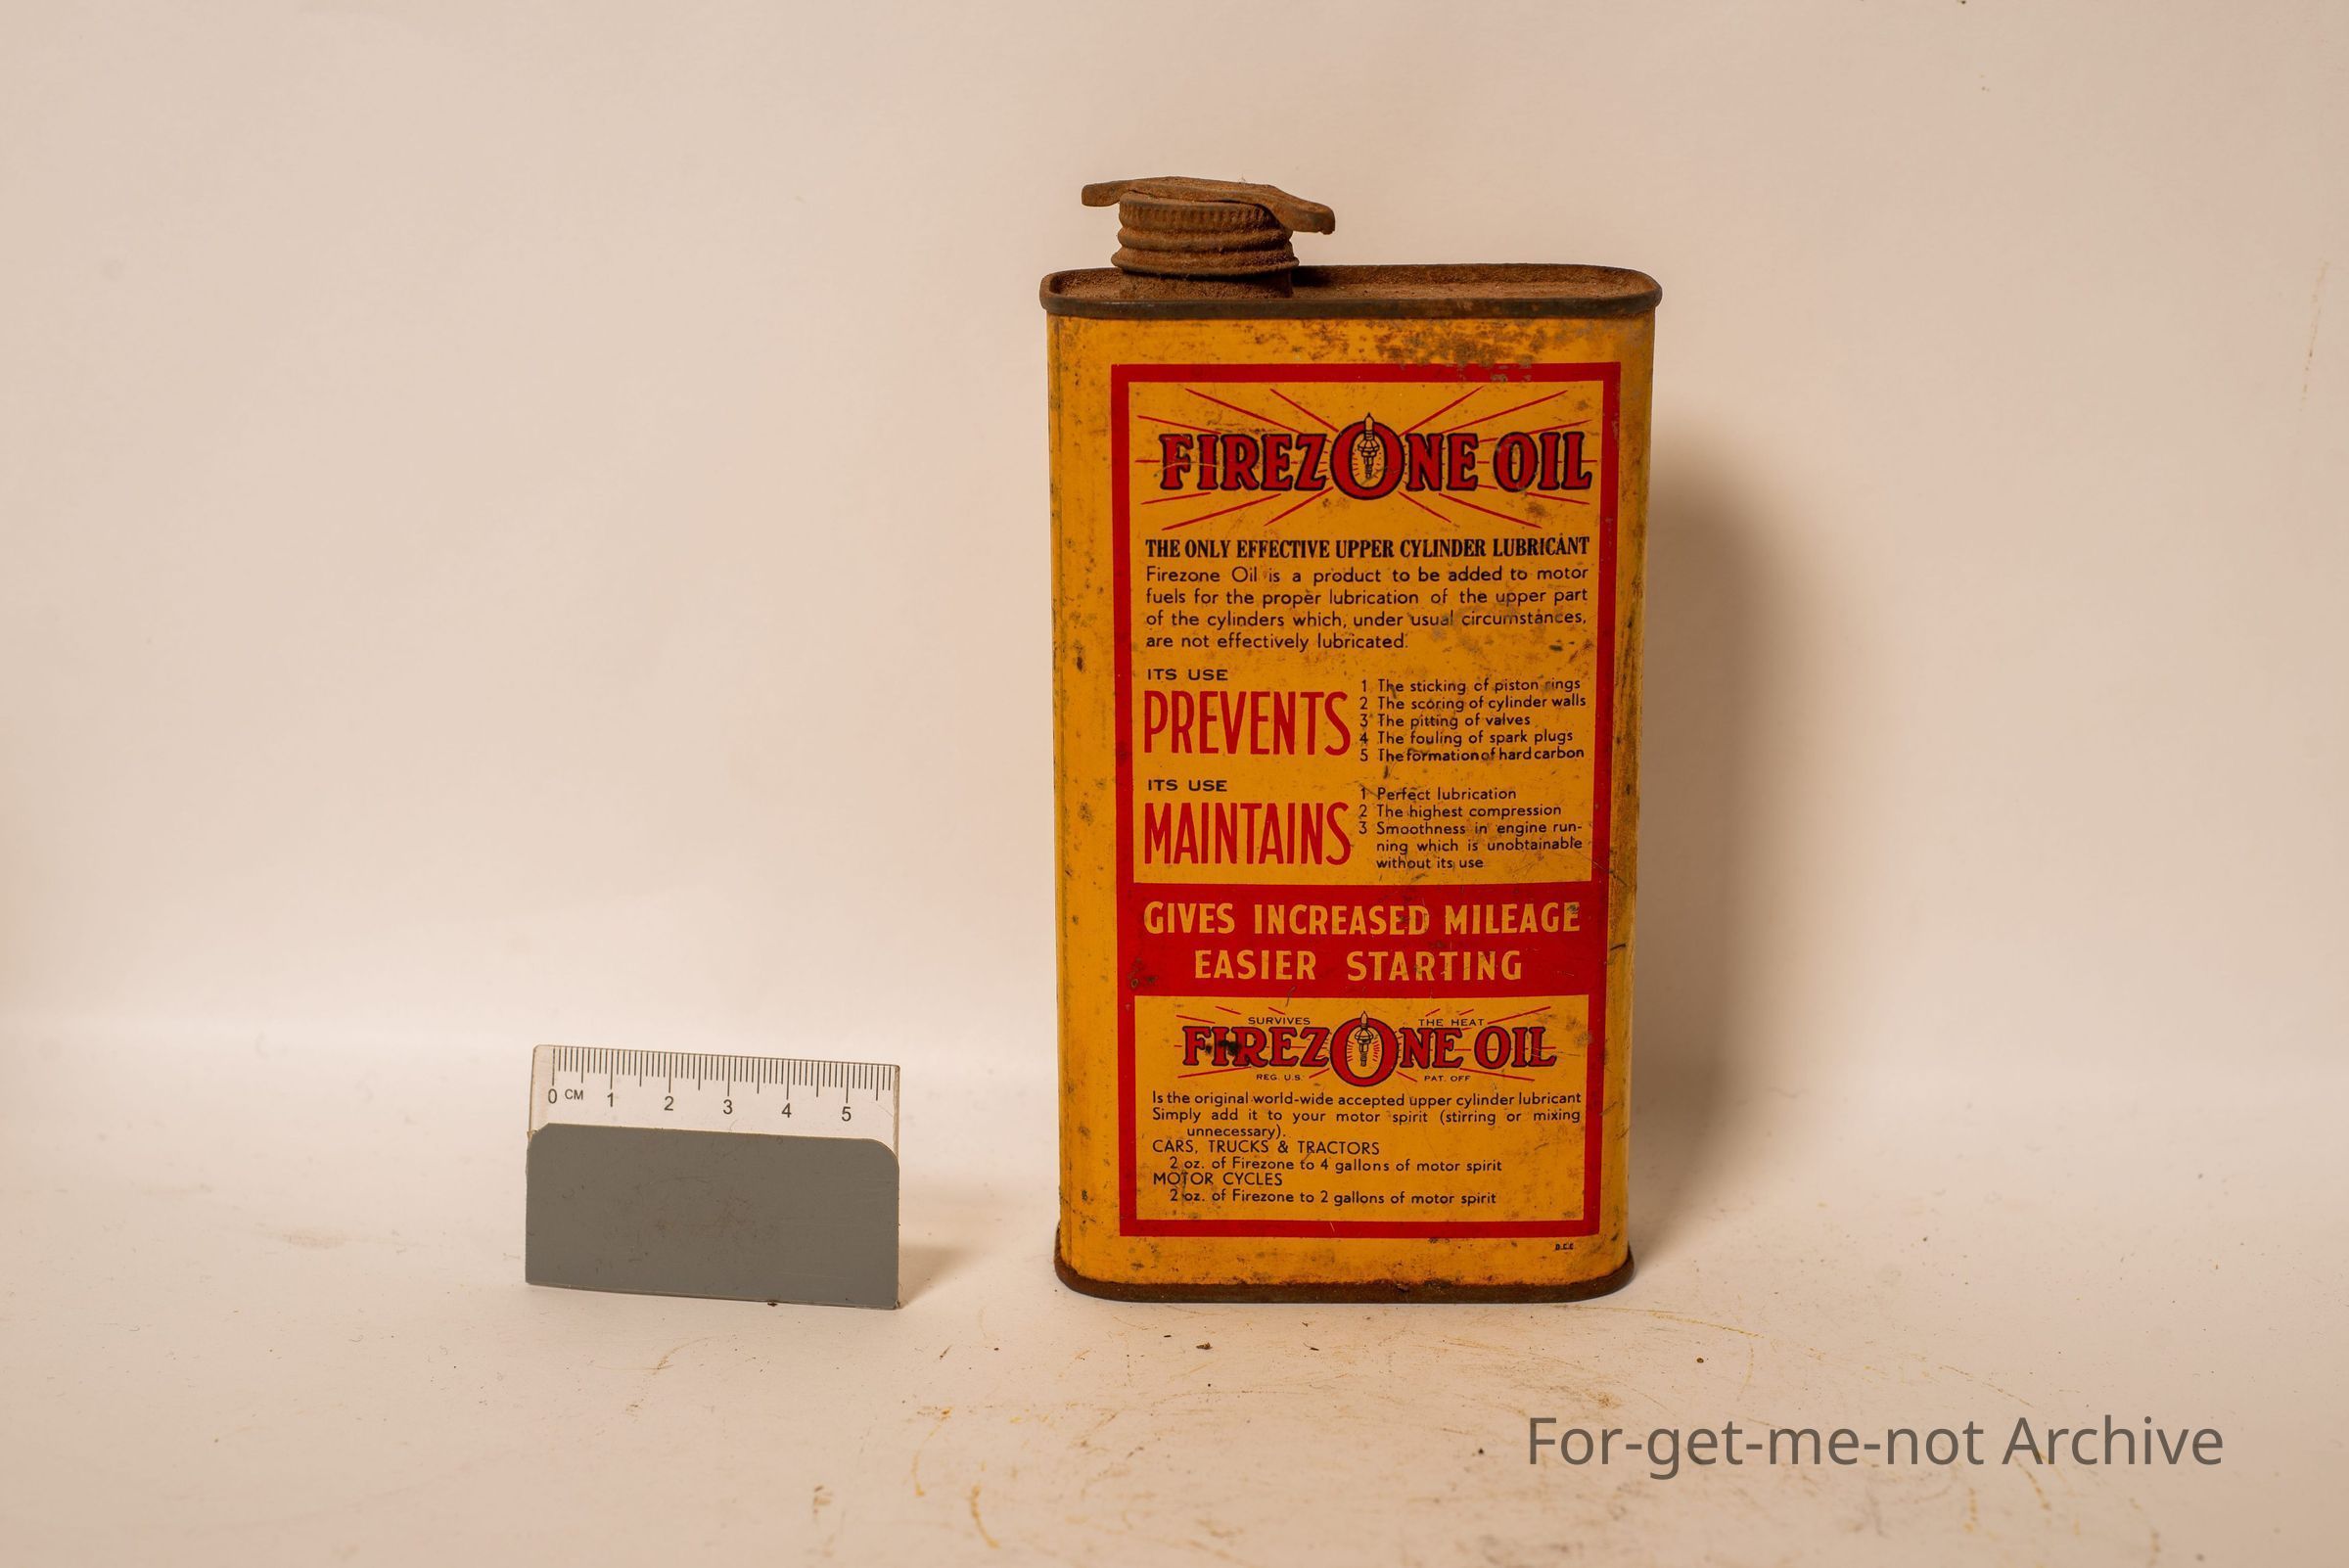 FIREZONE OIL
THE ONLY EFFECTIVE UPPER CYLINDER LUBRICANT
Firezone Oil is a product to be added to motor
fuels for the proper lubrication of the upper part
of the cylinders which, under usual circumstances,
are not effectively lubricated.
ITS USE
PREVENTS
1 The sticking of piston rings
2 The scoring of cylinder walls
3 The pitting of valves
4 The fouling of spark plugs
5 The formation of hard carbon
ITS USE
MAINTAINS
1 Perfect lubrication
2 The highest compression
3 Smoothness in engine run-
ning which is unobtainable
without its use
GIVES INCREASED MILEAGE
EASIER STARTING
SURVIVES THE HEAT
FIREZONE OIL
REG. U.S. PAT. OFF
Is the original world-wide accepted upper cylinder lubricant
Simply add it to your motor spirit (stirring or mixing
unnecessary).
CARS, TRUCKS & TRACTORS
2 oz. of Firezone to 4 gallons of motor spirit
MOTOR CYCLES
2 oz. of Firezone to 2 gallons of motor spirit
0 CM 1 2 3 4 5
For-get-me-not Archive